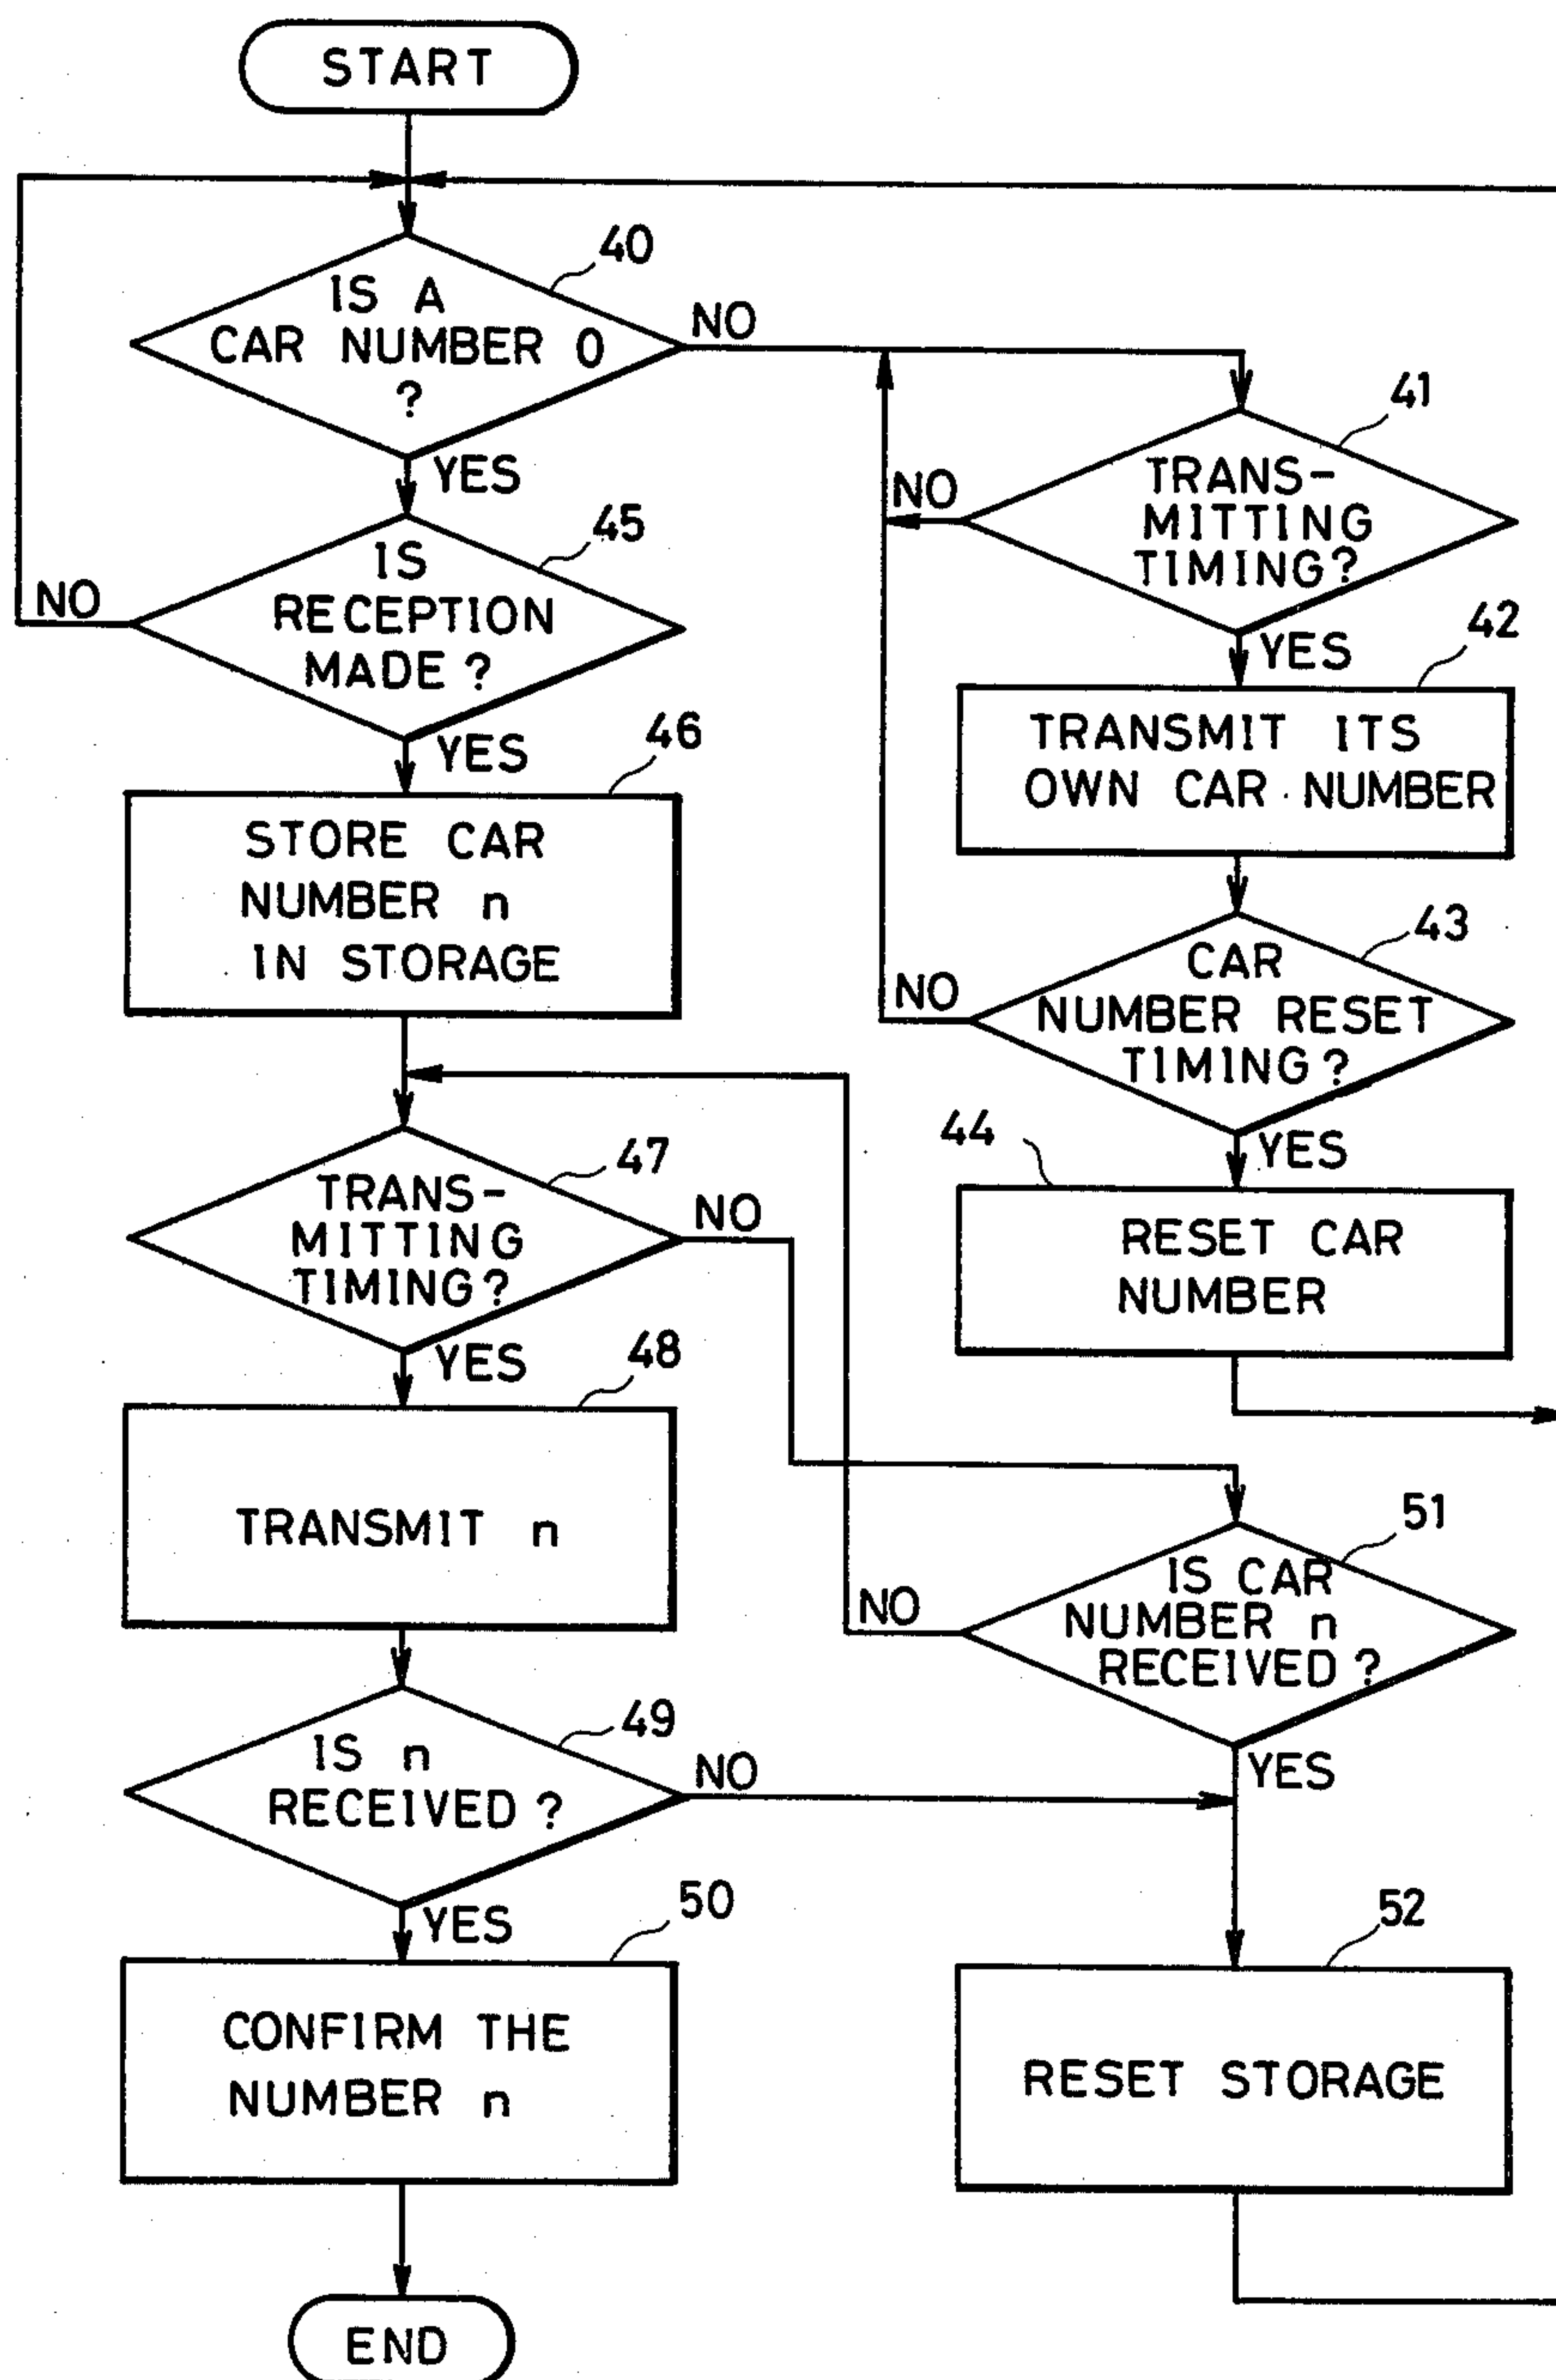 START
40
IS A
CAR NUMBER 0
?
NO
YES
41
TRANS-
MITTING
TIMING?
NO
YES
45
IS
RECEPTION
MADE?
NO
YES
42
TRANSMIT ITS
OWN CAR NUMBER
46
STORE CAR
NUMBER n
IN STORAGE
43
CAR
NUMBER RESET
TIMING?
NO
YES
44
RESET CAR
NUMBER
47
TRANS-
MITTING
TIMING?
NO
YES
48
TRANSMIT n
51
IS CAR
NUMBER n
RECEIVED?
NO
YES
49
IS n
RECEIVED?
NO
YES
50
CONFIRM THE
NUMBER n
52
RESET STORAGE
END